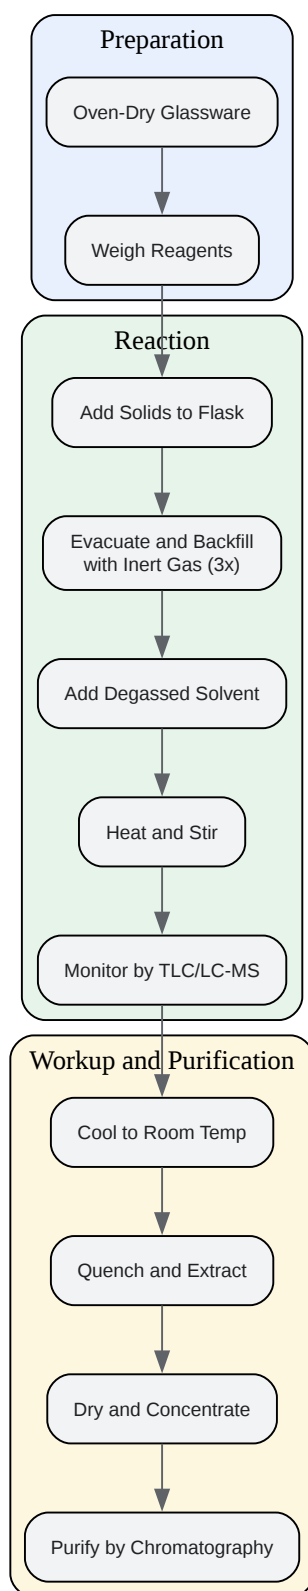 Preparation
Oven-Dry Glassware
Weigh Reagents
Reaction
Add Solids to Flask
Evacuate and Backfill
with Inert Gas (3x)
Add Degassed Solvent
Heat and Stir
Monitor by TLC/LC-MS
Workup and Purification
Cool to Room Temp
Quench and Extract
Dry and Concentrate
Purify by Chromatography